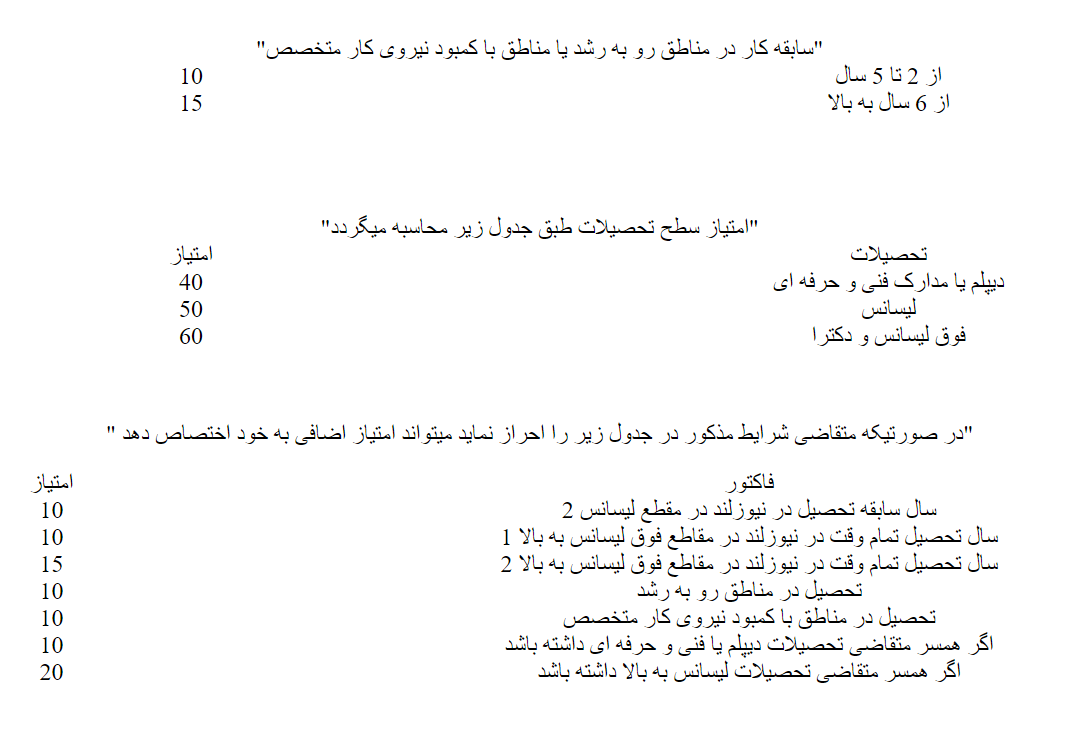 "سابقه کار در مناطق رو به رشد یا مناطق با کمبود نیروی کار متخصص"
از 2 تا 5 سال 10
از 6 سال به بالا 15
"امتیاز سطح تحصیلات طبق جدول زیر محاسبه میگردد"
تحصیلات امتیاز
دیپلم یا مدارک فنی و حرفه ای 40
لیسانس 50
فوق لیسانس و دکترا 60
"در صورتیکه متقاضی شرایط مذکور در جدول زیر را احراز نماید میتواند امتیاز اضافی به خود اختصاص دهد "
فاکتور امتیاز
سال سابقه تحصیل در نیوزلند در مقطع لیسانس 2 10
سال تحصیل تمام وقت در نیوزلند در مقاطع فوق لیسانس به بالا 1 10
سال تحصیل تمام وقت در نیوزلند در مقاطع فوق لیسانس به بالا 2 15
تحصیل در مناطق رو به رشد 10
تحصیل در مناطق با کمبود نیروی کار متخصص 10
اگر همسر متقاضی تحصیلات دیپلم یا فنی و حرفه ای داشته باشد 10
اگر همسر متقاضی تحصیلات لیسانس به بالا داشته باشد 20